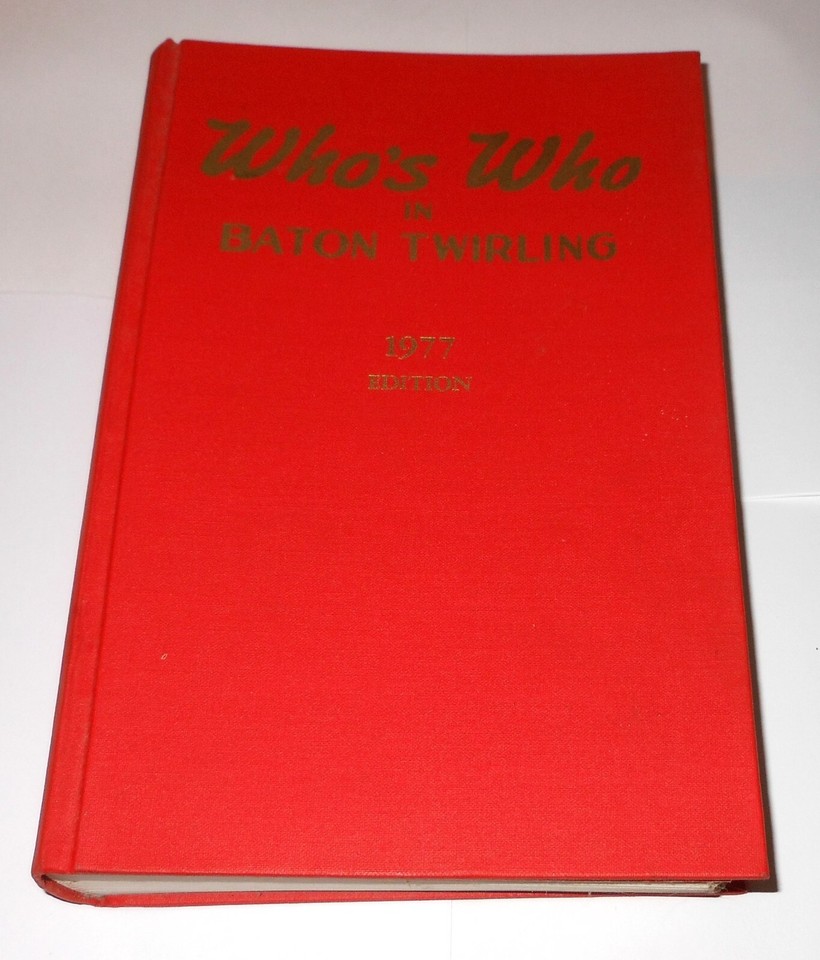 Who's Who
IN
BATON TWIRLING
1977
EDITION